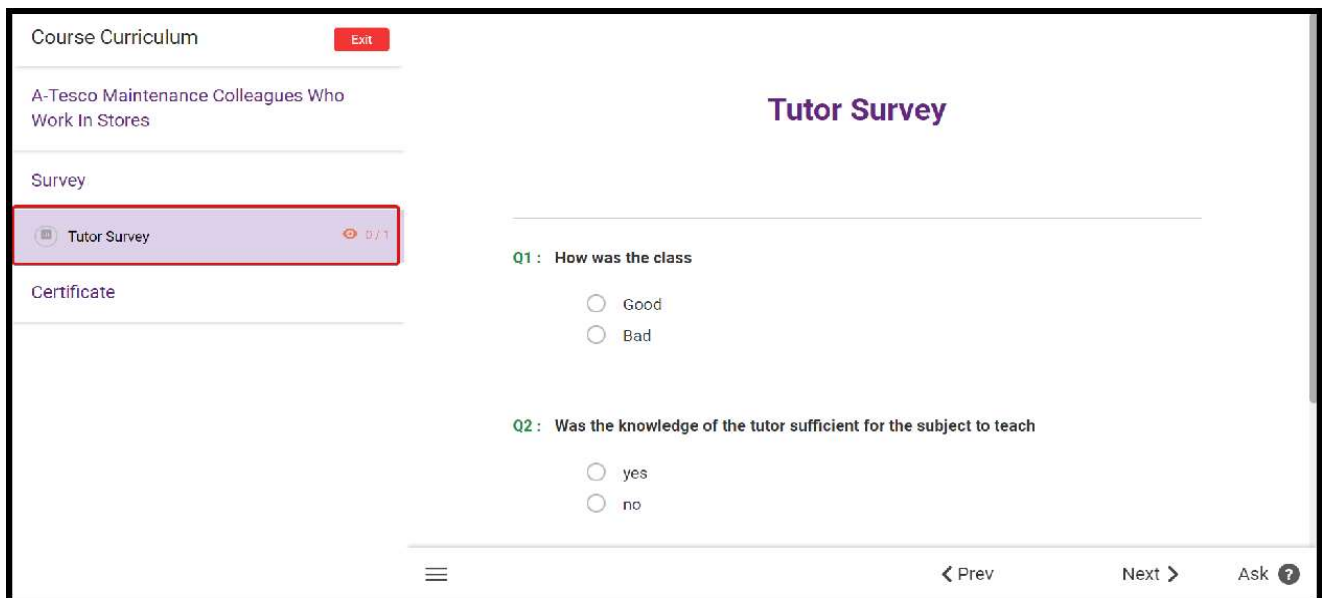 Course Curriculum
Exit
A-Tesco Maintenance Colleagues Who
Work In Stores
Survey
Tutor Survey
0 / 1
Certificate
Tutor Survey
Q1 : How was the class
Good
Bad
Q2 : Was the knowledge of the tutor sufficient for the subject to teach
yes
no
Prev
Next
Ask ?